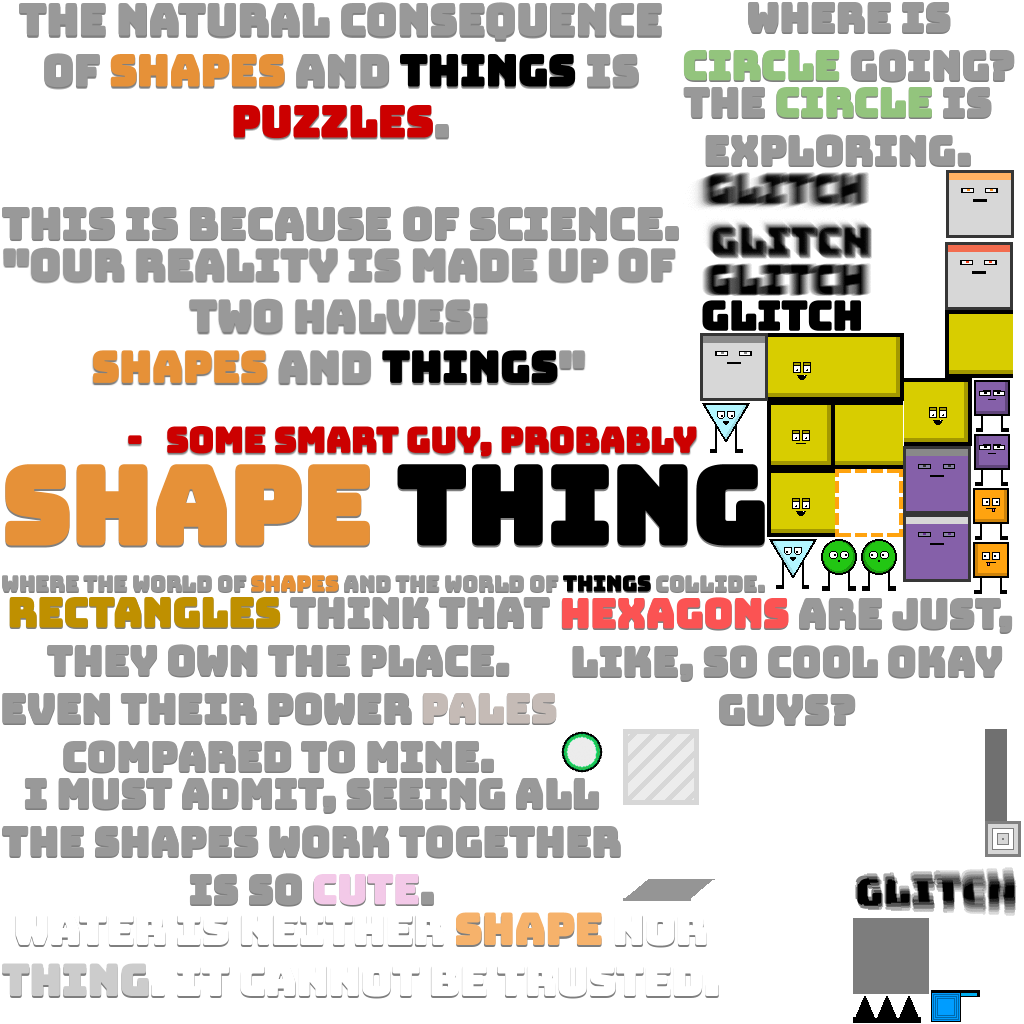 THE NATURAL CONSEQUENCE
OF SHAPES AND THINGS IS
PUZZLES.
WHERE IS
CIRCLE GOING?
THE CIRCLE IS
EXPLORING.
THIS IS BECAUSE OF SCIENCE.
"OUR REALITY IS MADE UP OF
TWO HALVES:
SHAPES AND THINGS"
- SOME SMART GUY, PROBABLY
GLITCH
GLITCH
GLITCH
GLITCH
SHAPE THING
WHERE THE WORLD OF SHAPES AND THE WORLD OF THINGS COLLIDE.
RECTANGLES THINK THAT
THEY OWN THE PLACE.
HEXAGONS ARE JUST,
LIKE, SO COOL OKAY
GUYS?
EVEN THEIR POWER PALES
COMPARED TO MINE.
I MUST ADMIT, SEEING ALL
THE SHAPES WORK TOGETHER
IS SO CUTE.
GLITCH
WATER IS NEITHER SHAPE NOR
THING. IT CANNOT BE TRUSTED.